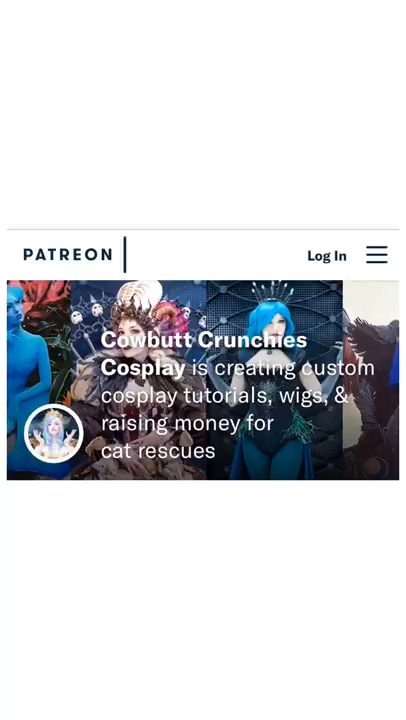 PATREON
Log In
Cowbutt Crunchies
Cosplay is creating custom
cosplay tutorials, wigs, &
raising money for
cat rescues